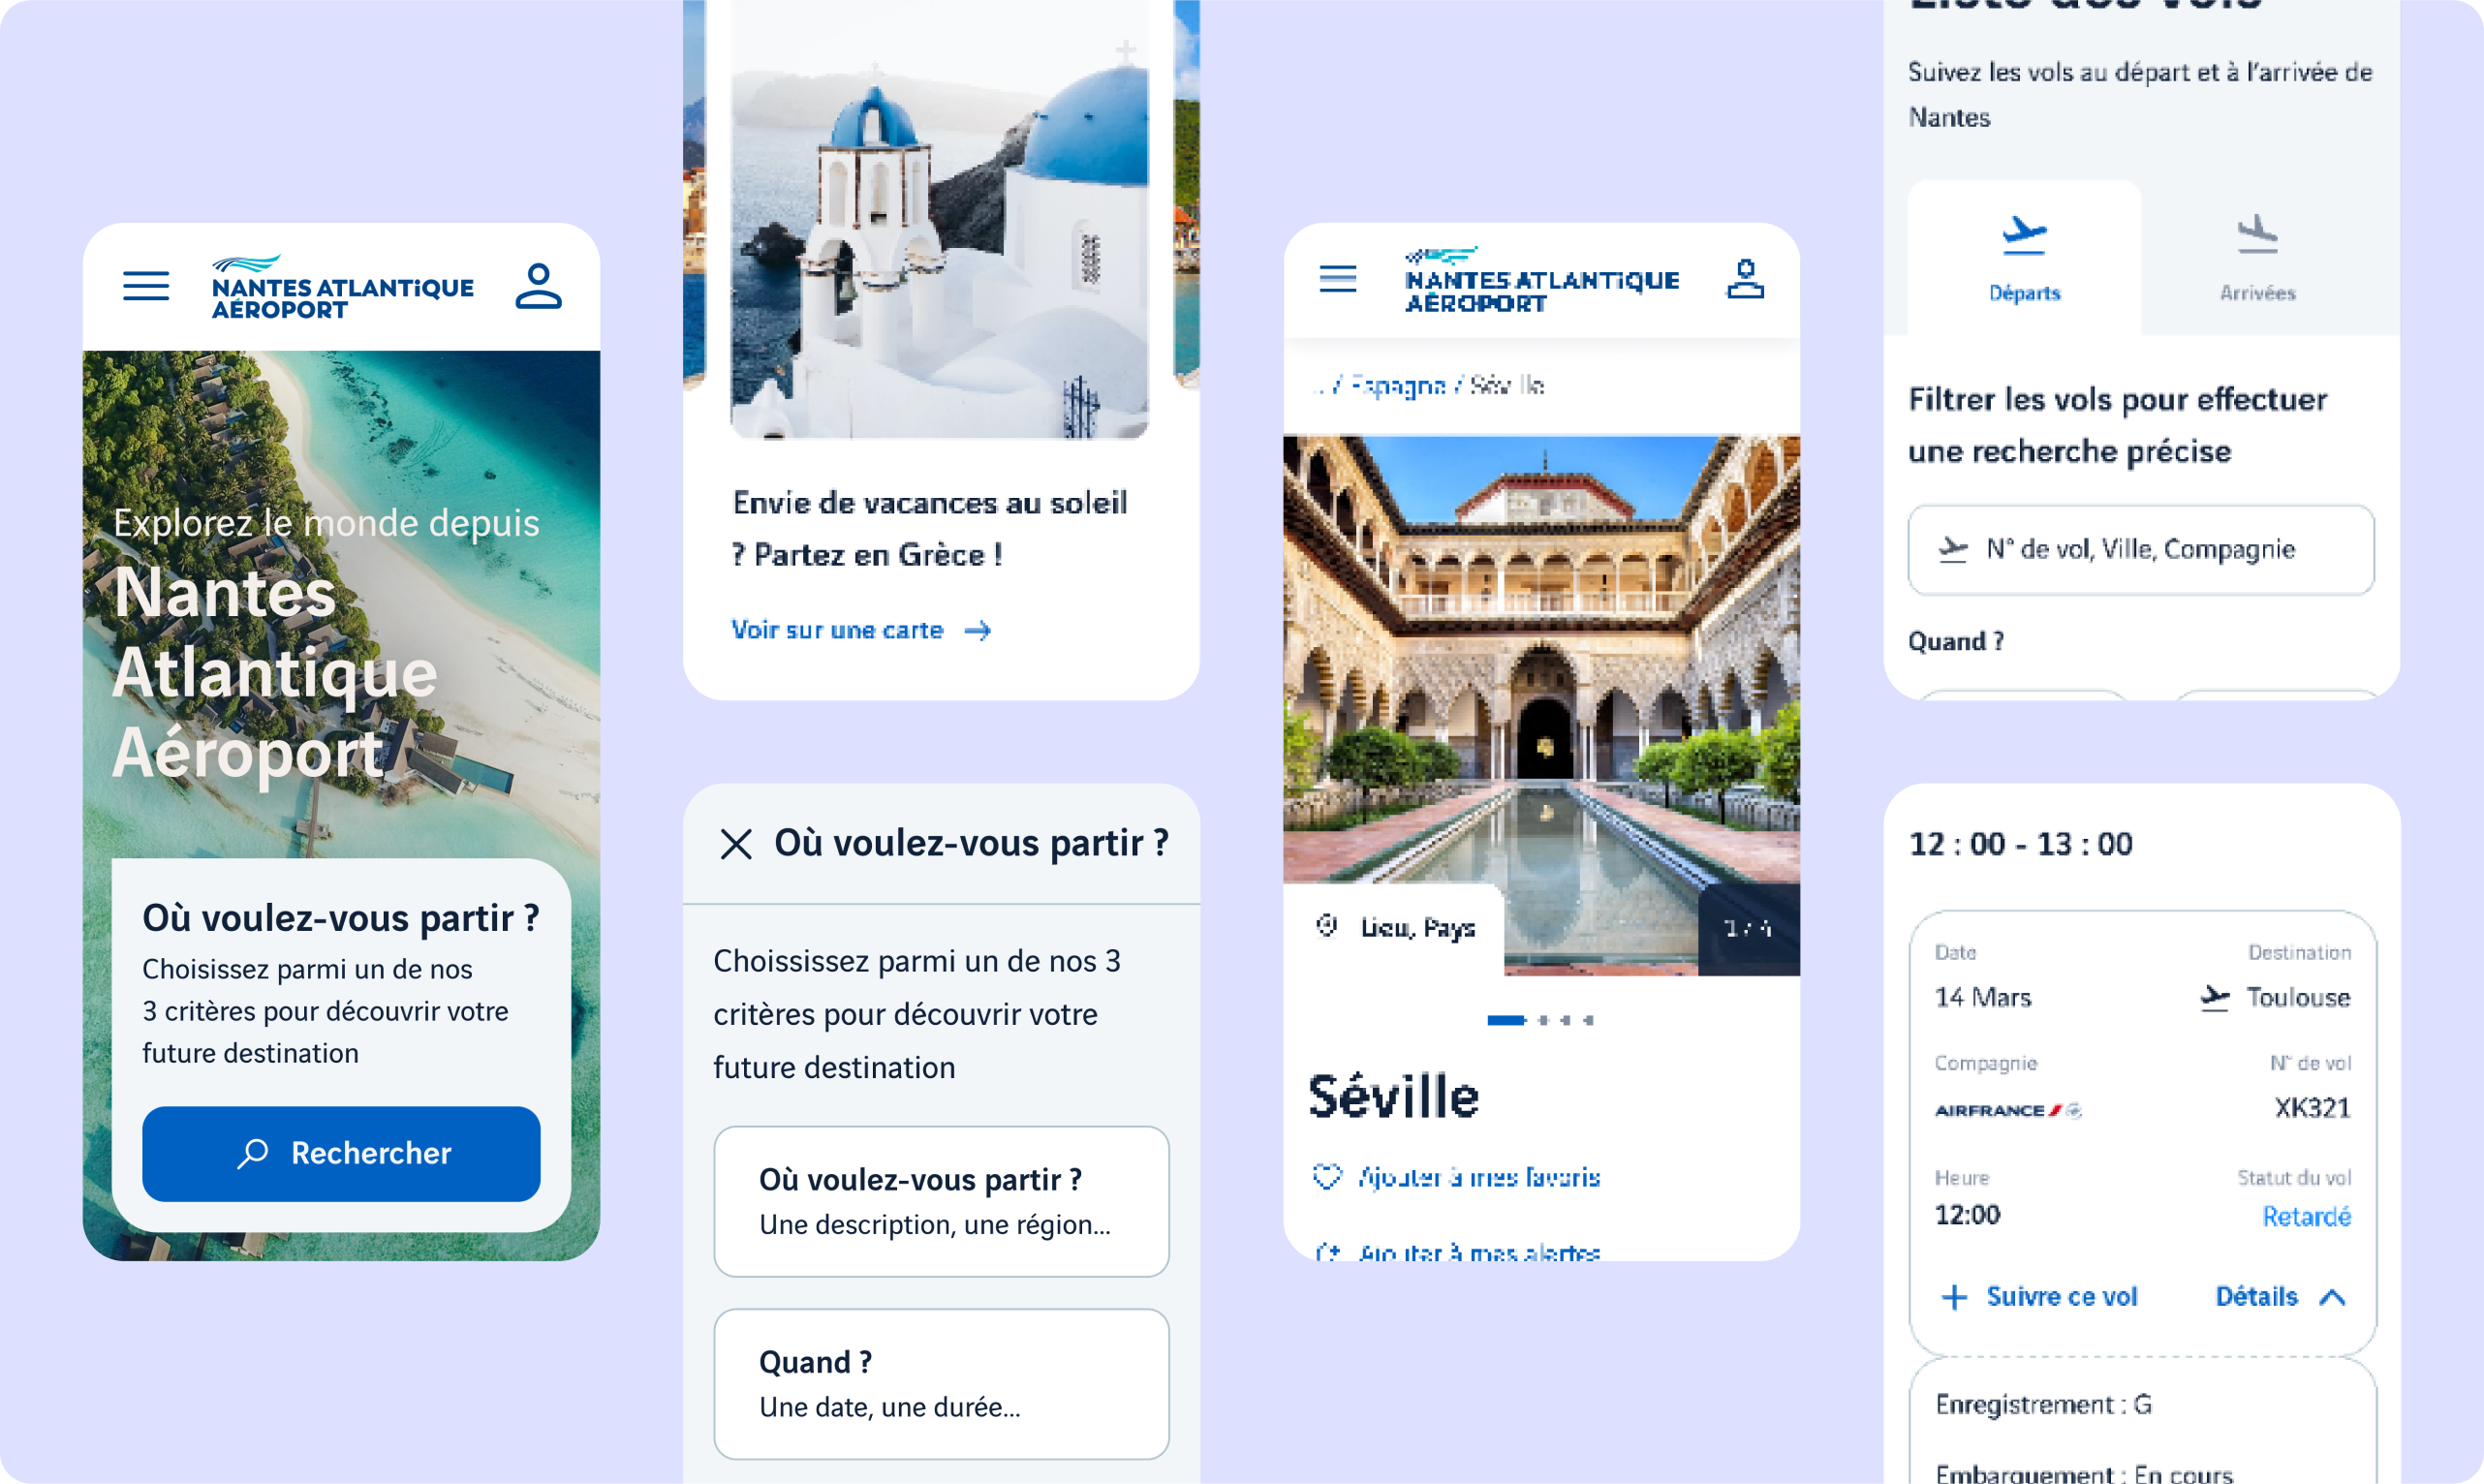 NANTES ATLANTiQUE
AÉROPORT
Explorez le monde depuis
Nantes
Atlantique
Aéroport
Où voulez-vous partir ?
Choisissez parmi un de nos
3 critères pour découvrir votre
future destination
Rechercher
Envie de vacances au soleil
? Partez en Grèce !
Voir sur une carte
Où voulez-vous partir ?
Choississez parmi un de nos 3
critères pour découvrir votre
future destination
Où voulez-vous partir ?
Une description, une région...
Quand ?
Une date, une durée...
NANTES ATLANTiQUE
AÉROPORT
.. / Espagne / Séville
Lieu, Pays
1 / 4
Séville
Ajouter à mes favoris
Ajouter à mes alertes
Liste des vols
Suivez les vols au départ et à l'arrivée de
Nantes
Départs
Arrivées
Filtrer les vols pour effectuer
une recherche précise
N° de vol, Ville, Compagnie
Quand ?
12 : 00 - 13 : 00
Date
Destination
14 Mars
Toulouse
Compagnie
N° de vol
AIRFRANCE
XK321
Heure
Statut du vol
12:00
Retardé
Suivre ce vol
Détails
Enregistrement : G
Embarquement : En cours